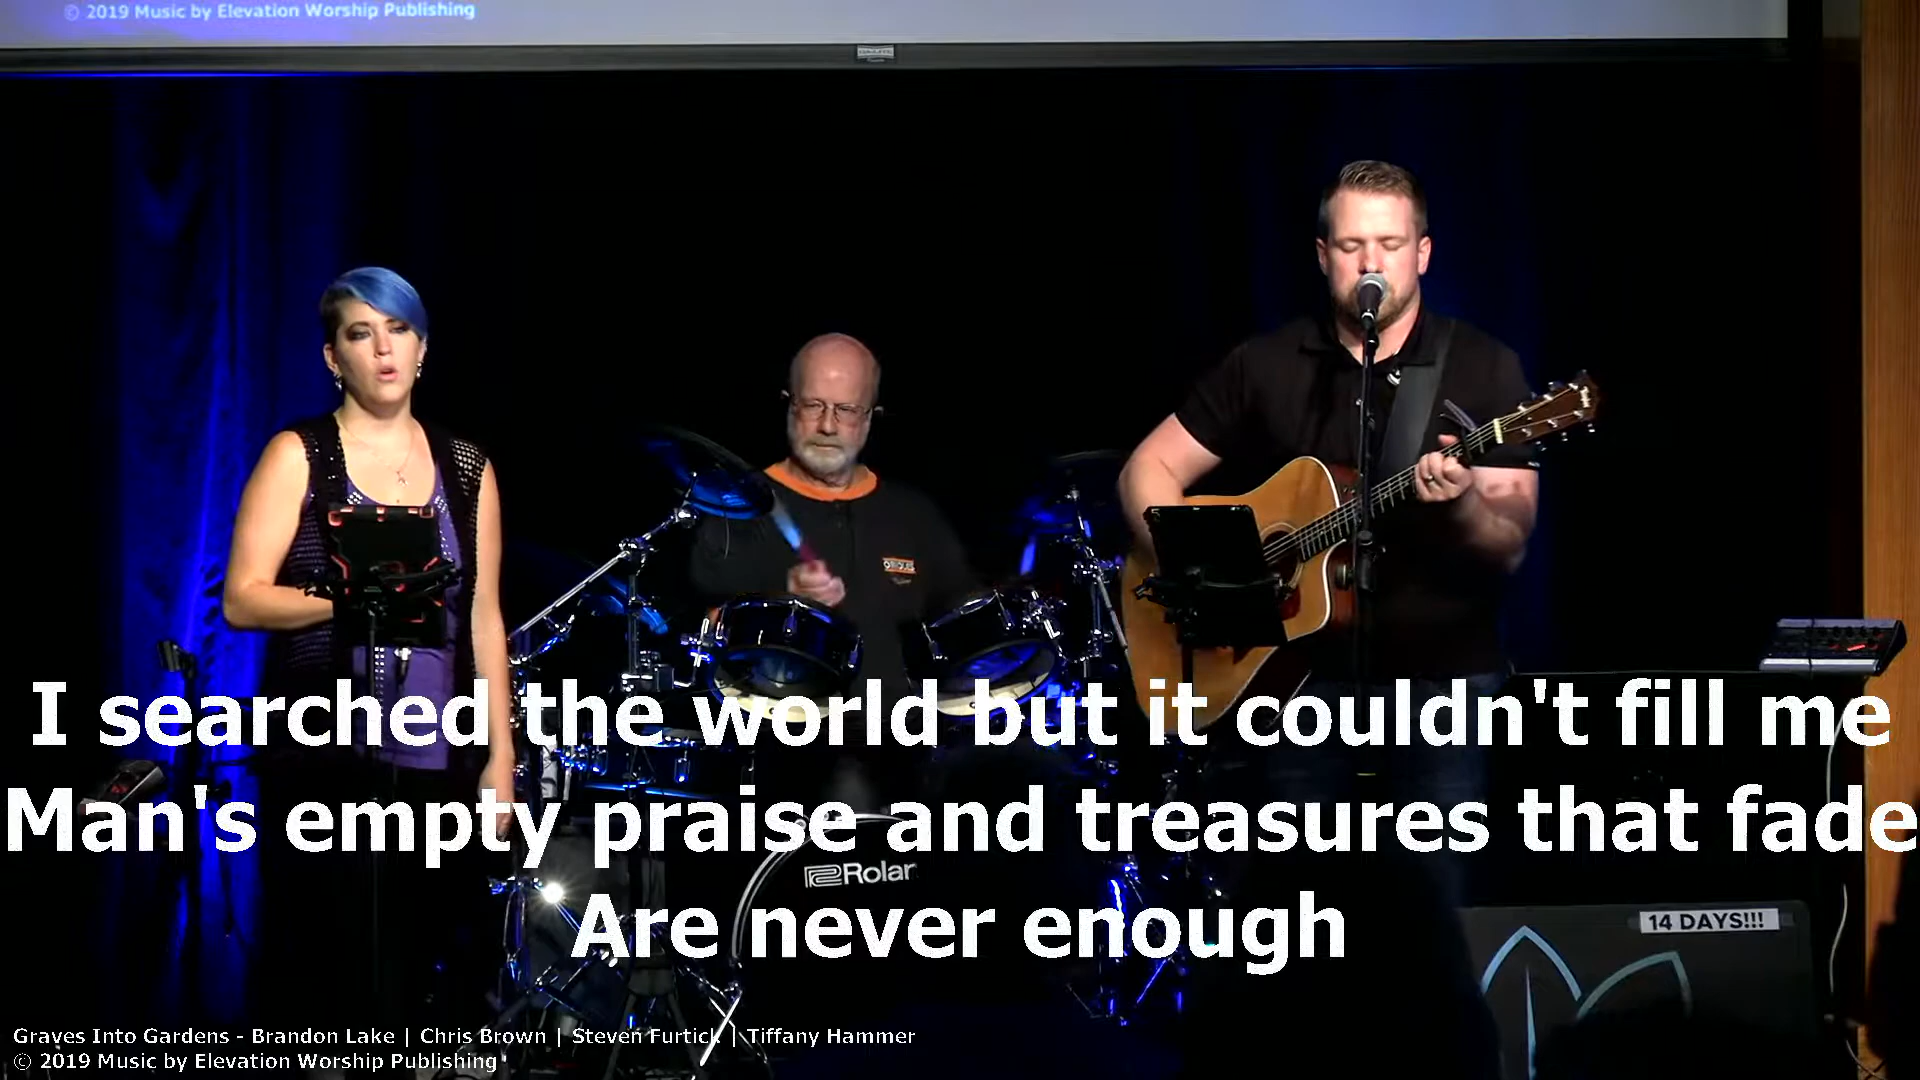 © 2019 Music by Elevation Worship Publishing
DA-LITE
I searched the world but it couldn't fill me
Man's empty praise and treasures that fade
Roland
Are never enough
14 DAYS!!!
Graves Into Gardens - Brandon Lake | Chris Brown | Steven Furtick | Tiffany Hammer
© 2019 Music by Elevation Worship Publishing